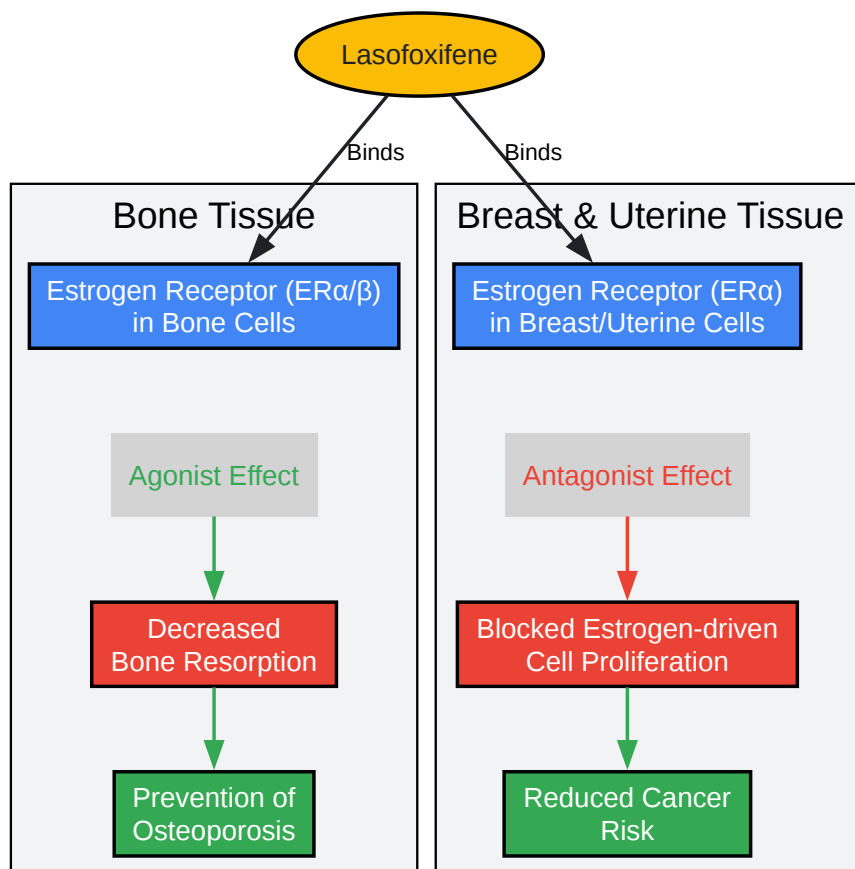 Lasofoxifene
Binds
Binds
Bone Tissue
Estrogen Receptor (ERα/β)
in Bone Cells
Agonist Effect
Decreased
Bone Resorption
Prevention of
Osteoporosis
Breast & Uterine Tissue
Estrogen Receptor (ERα)
in Breast/Uterine Cells
Antagonist Effect
Blocked Estrogen-driven
Cell Proliferation
Reduced Cancer
Risk